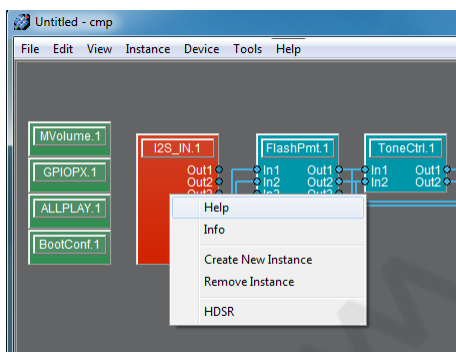 Untitled - cmp
File Edit View Instance Device Tools Help
MVolume.1
GPIOPX.1
ALLPLAY.1
BootConf.1
I2S_IN.1
Out1
Out2
FlashPmt.1
In1 Out1
In2 Out2
ToneCtrl.1
In1 Out1
In2 Out2
Help
Info
Create New Instance
Remove Instance
HDSR